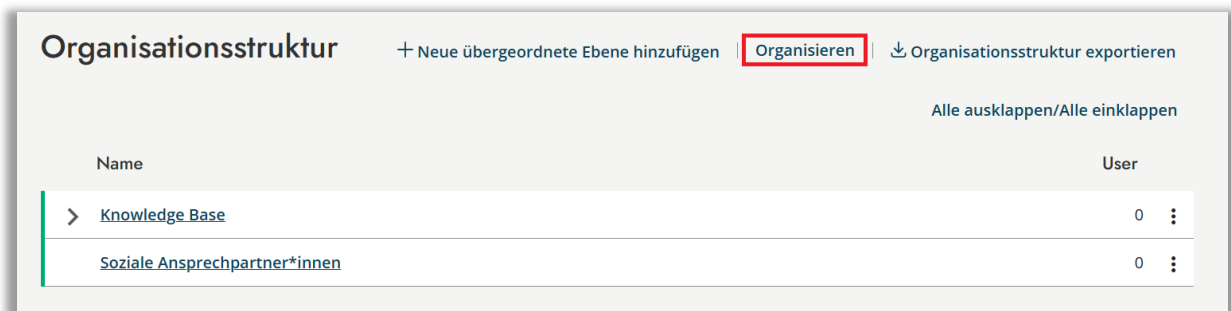 Organisationsstruktur + Neue übergeordnete Ebene hinzufügen | Organisieren | Organisationsstruktur exportieren
Alle ausklappen/Alle einklappen
Name User
Knowledge Base 0
Soziale Ansprechpartner*innen 0